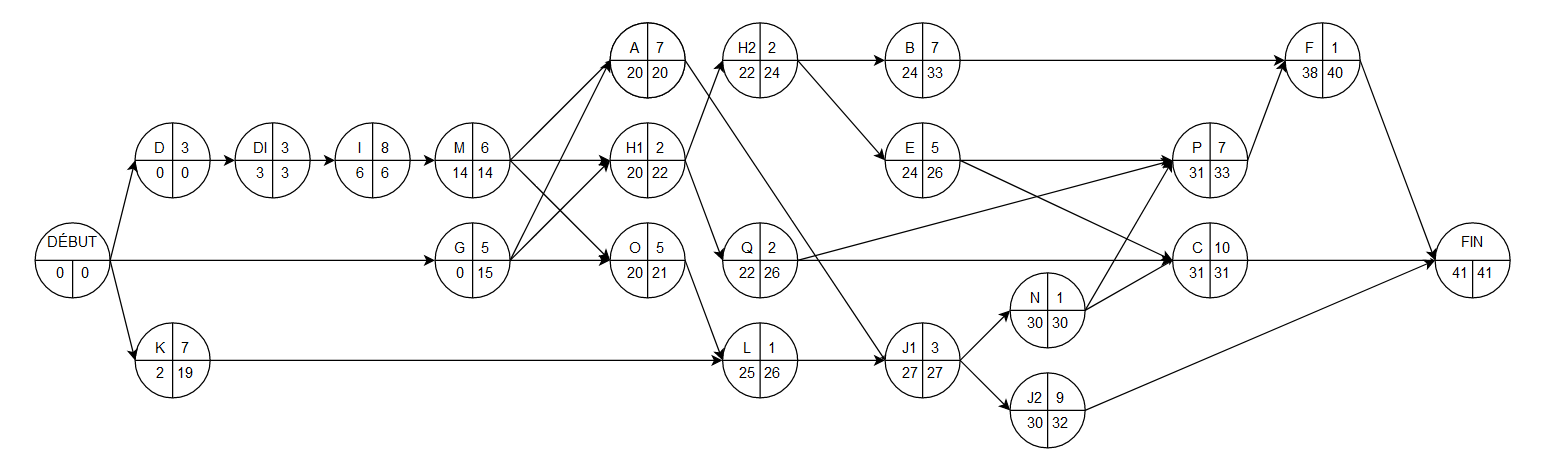 A 7
20 20
H2 2
22 24
B 7
24 33
F 1
38 40
D 3
0 0
DI 3
3 3
I 8
6 6
M 6
14 14
H1 2
20 22
E 5
24 26
P 7
31 33
DÉBUT
0 0
G 5
0 15
O 5
20 21
Q 2
22 26
C 10
31 31
FIN
41 41
N 1
30 30
K 7
2 19
L 1
25 26
J1 3
27 27
J2 9
30 32